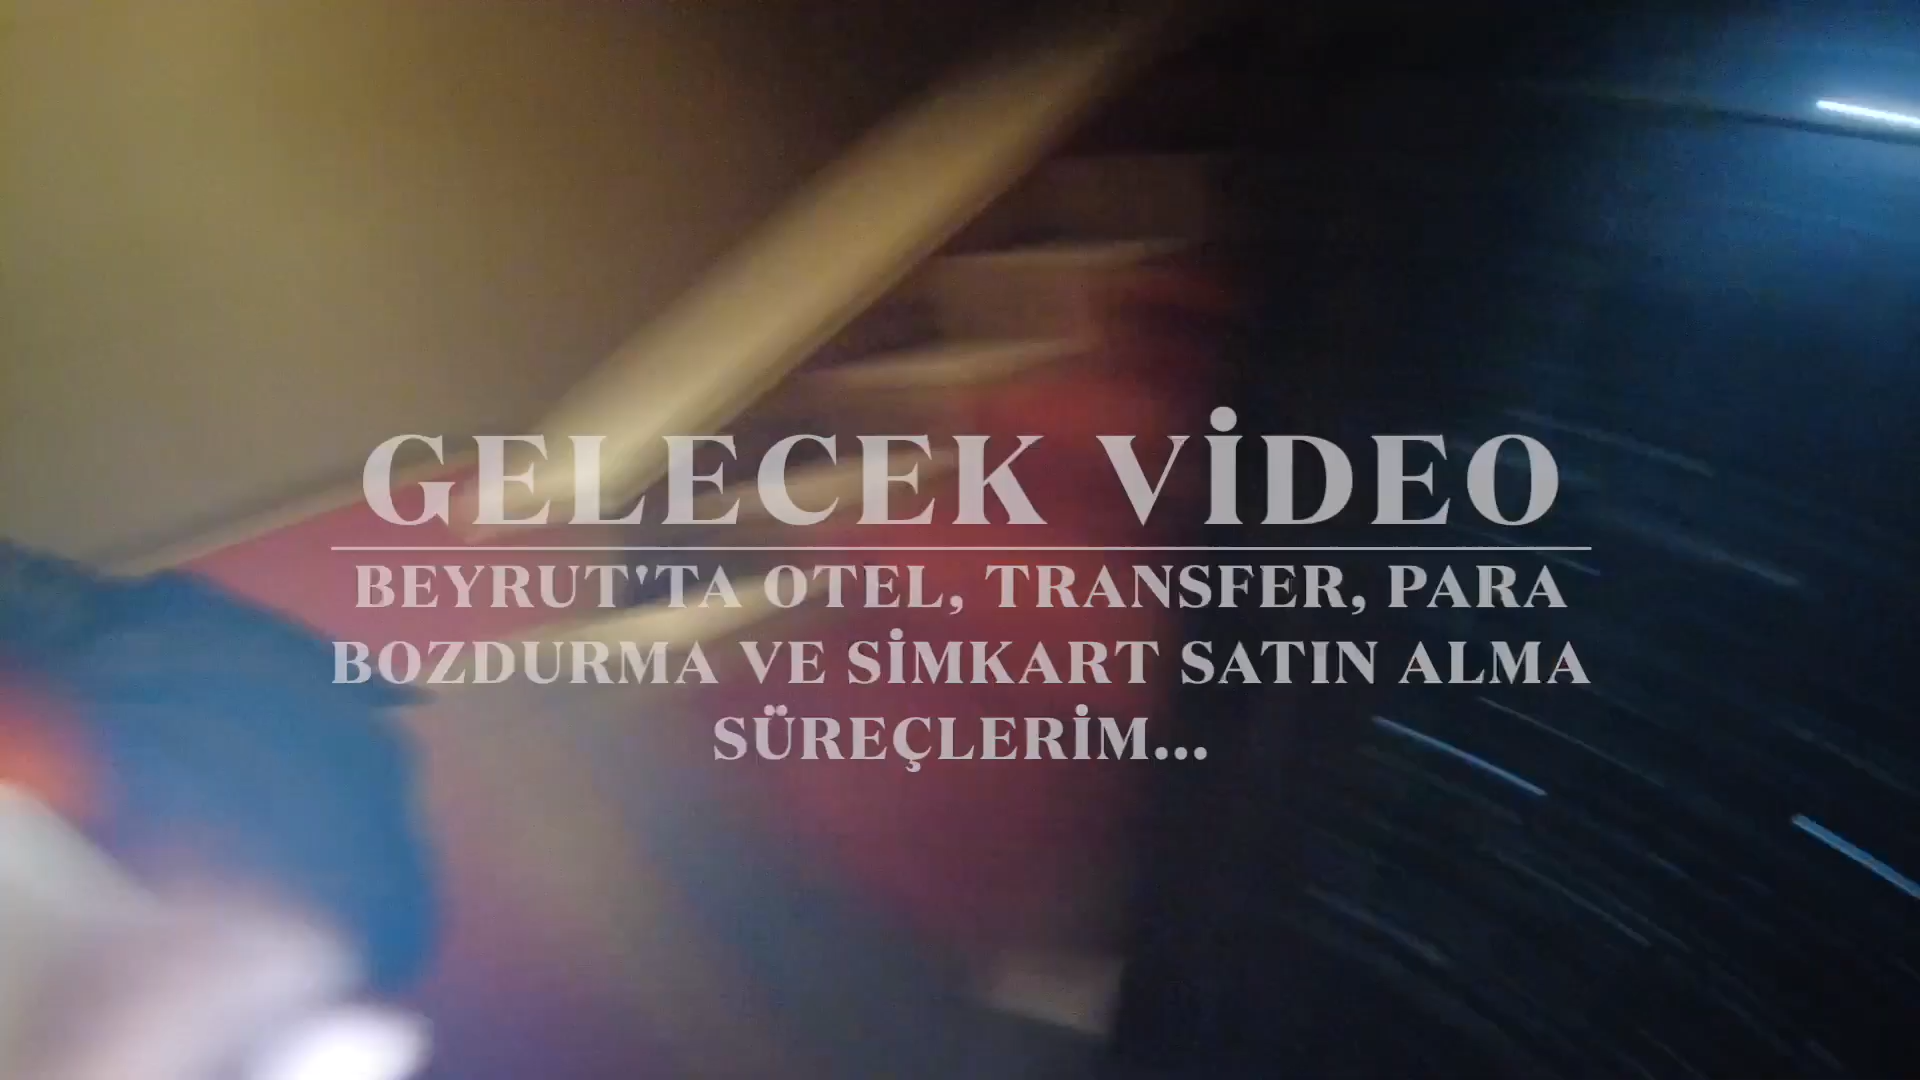 GELECEK VİDEO
BEYRUT'TA OTEL, TRANSFER, PARA
BOZDURMA VE SİMKART SATIN ALMA
SÜREÇLERİM...